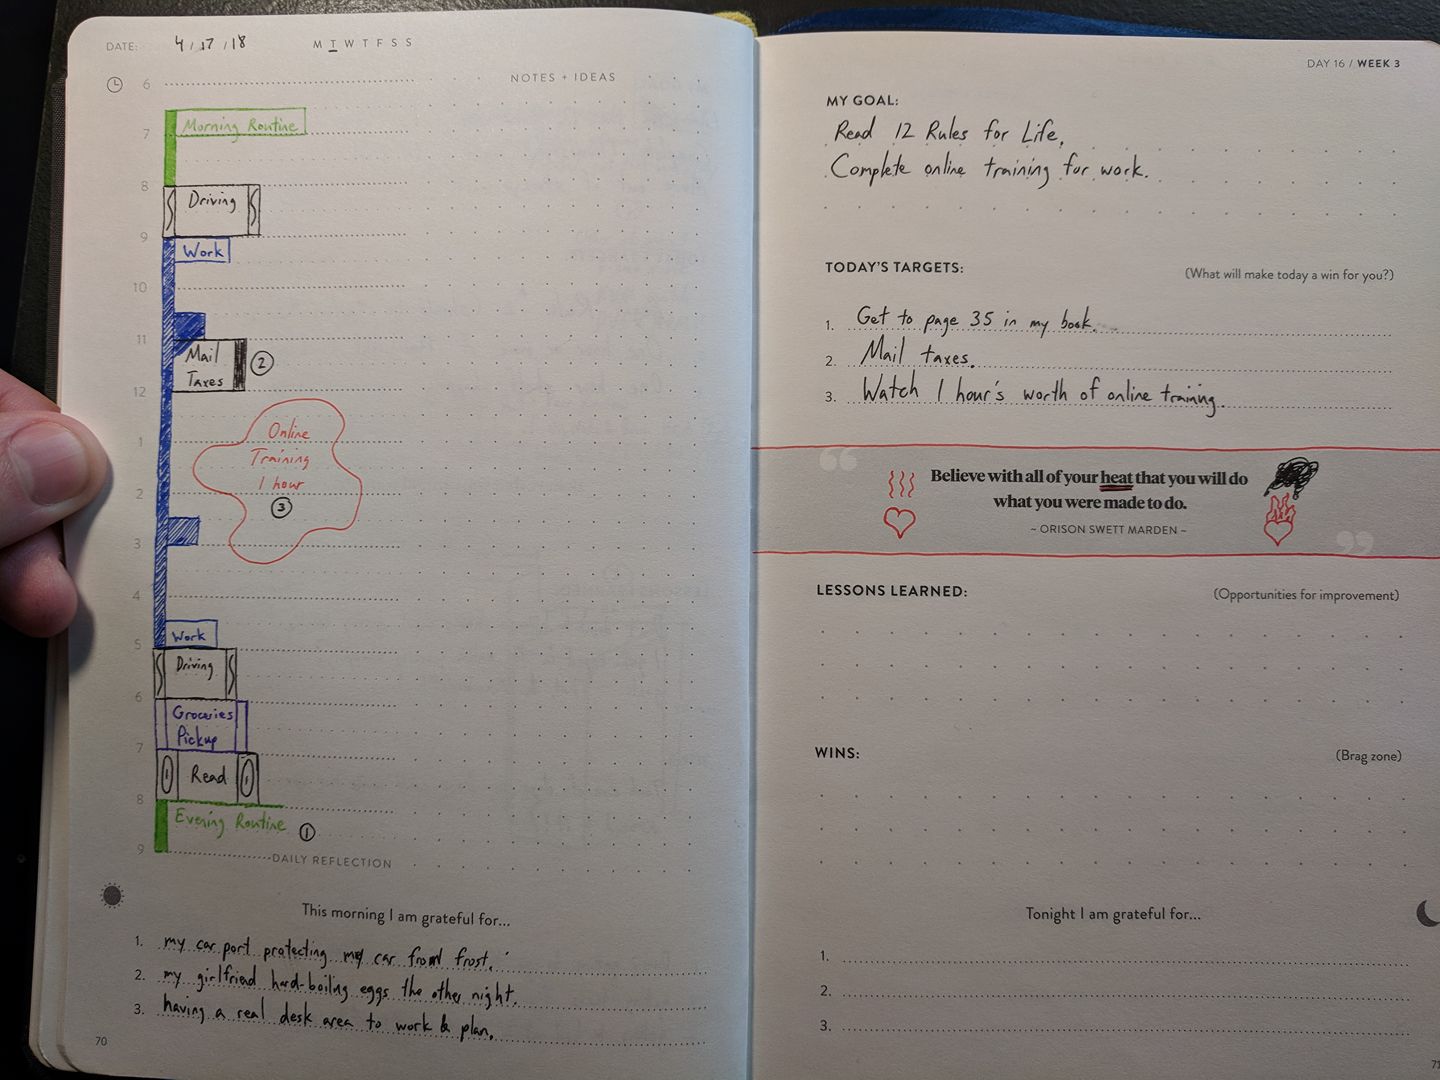 DATE: 4/17/18 M T W T F S S
NOTES + IDEAS
6
Morning Routine
7
8
Driving
9
Work
10
11
Mail
Taxes
2
12
Online
1
Training
1 hour
2
3
3
4
Work
5
Driving
6
Groceries
Pickup
7
Read
8
Evening Routine 1
9
DAILY REFLECTION
This morning I am grateful for...
1. my car port protecting my car from frost.
2. my girlfriend hard-boiling eggs the other night.
3. having a real desk area to work & plan.
70
DAY 16 / WEEK 3
MY GOAL:
Read 12 Rules for Life.
Complete online training for work.
TODAY'S TARGETS: (What will make today a win for you?)
1. Get to page 35 in my book.
2. Mail taxes.
3. Watch 1 hour's worth of online training.
“ Believe with all of your heat that you will do
what you were made to do.
~ ORISON SWETT MARDEN ~ ”
LESSONS LEARNED: (Opportunities for improvement)
WINS: (Brag zone)
Tonight I am grateful for...
1.
2.
3.
71